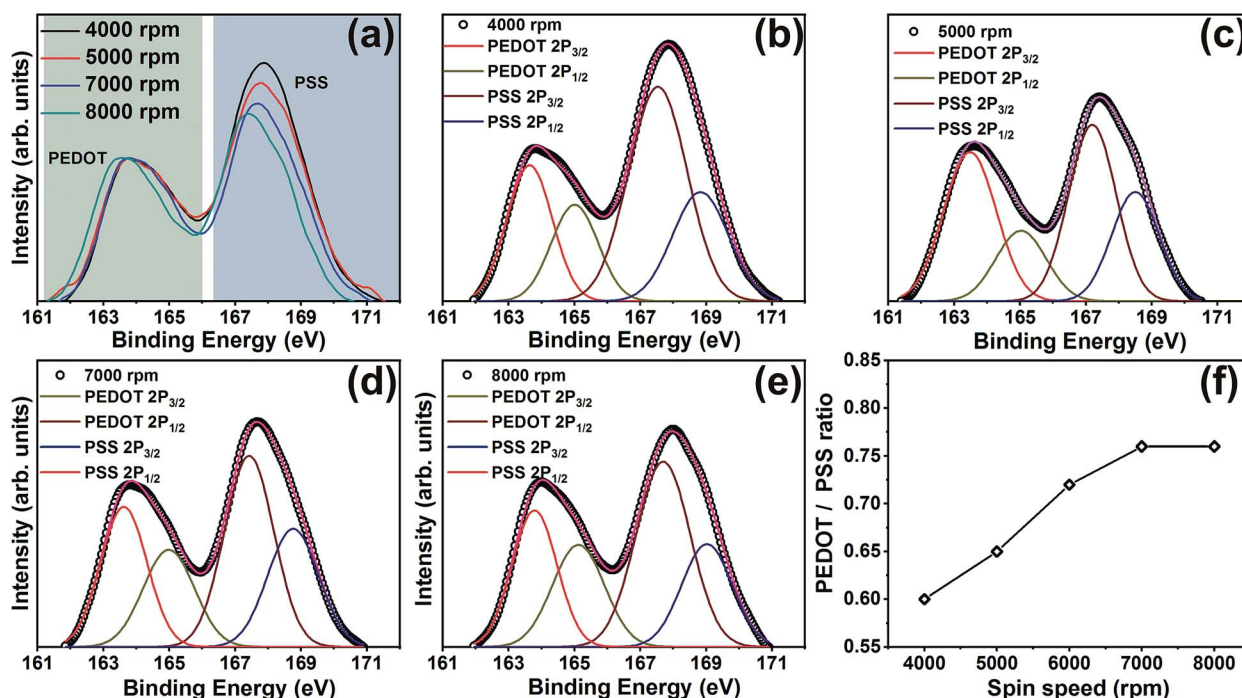 (a)
4000 rpm
5000 rpm
7000 rpm
8000 rpm
PEDOT
PSS
Intensity (arb. units)
161 163 165 167 169 171
Binding Energy (eV)
(b)
4000 rpm
PEDOT 2P3/2
PEDOT 2P1/2
PSS 2P3/2
PSS 2P1/2
Intensity (arb. units)
161 163 165 167 169 171
Binding Energy (eV)
(c)
5000 rpm
PEDOT 2P3/2
PEDOT 2P1/2
PSS 2P3/2
PSS 2P1/2
Intensity (arb. units)
161 163 165 167 169 171
Binding Energy (eV)
(d)
7000 rpm
PEDOT 2P3/2
PEDOT 2P1/2
PSS 2P3/2
PSS 2P1/2
Intensity (arb. units)
161 163 165 167 169 171
Binding Energy (eV)
(e)
8000 rpm
PEDOT 2P3/2
PEDOT 2P1/2
PSS 2P3/2
PSS 2P1/2
Intensity (arb. units)
161 163 165 167 169 171
Binding Energy (eV)
(f)
PEDOT / PSS ratio
0.85
0.80
0.75
0.70
0.65
0.60
0.55
4000 5000 6000 7000 8000
Spin speed (rpm)